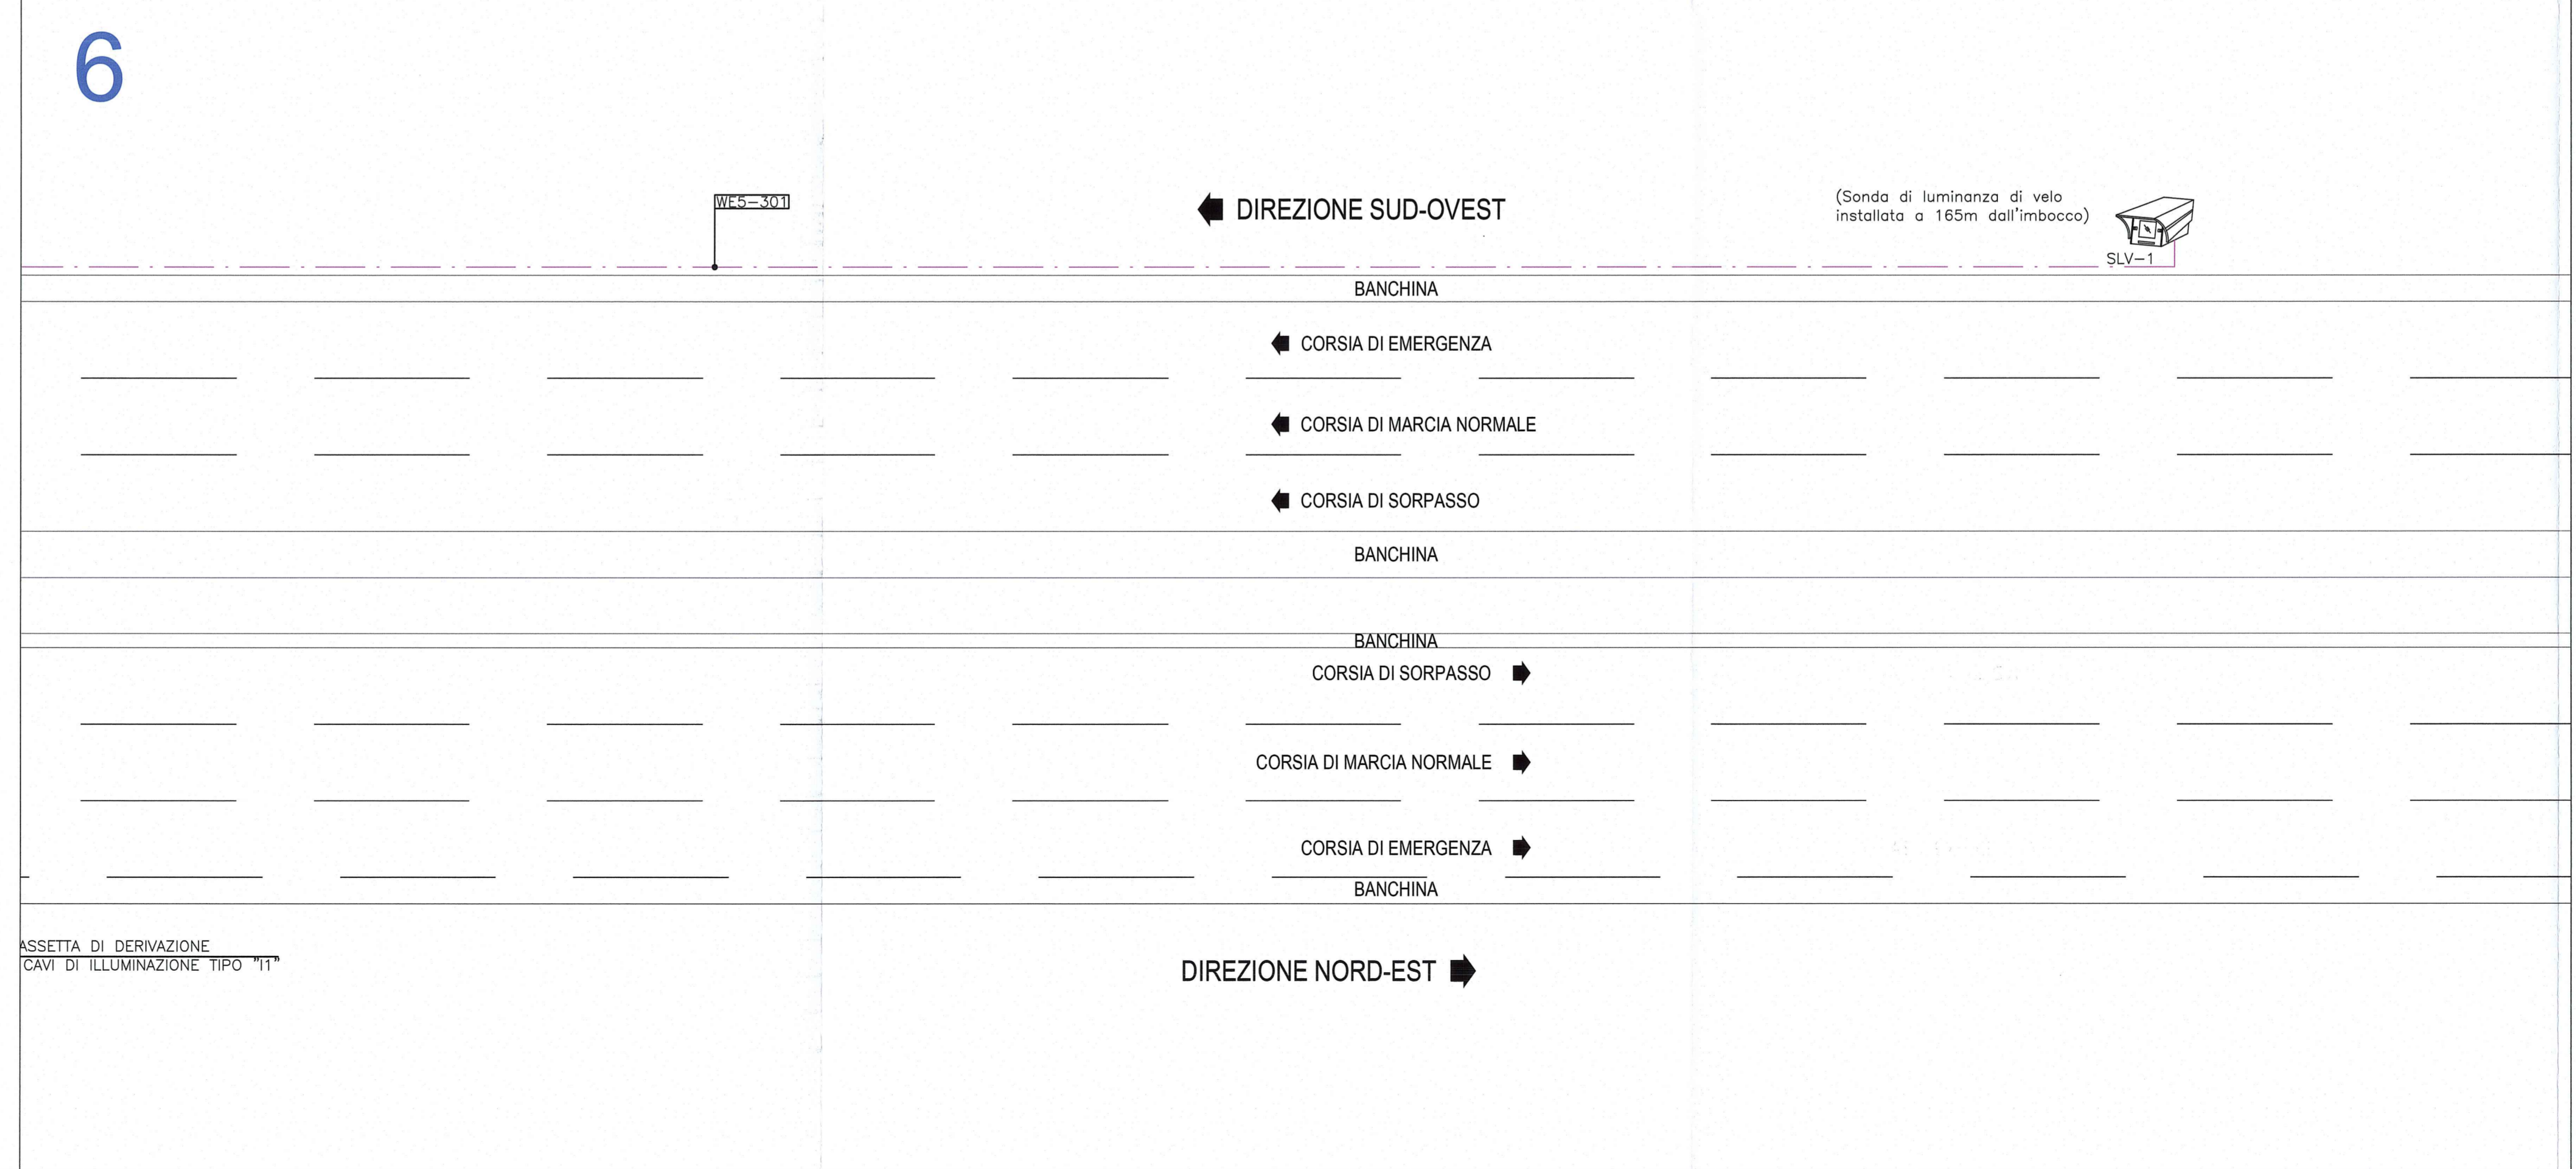 6
WE5-301
DIREZIONE SUD-OVEST
(Sonda di luminanza di velo
installata a 165m dall'imbocco)
SLV-1
BANCHINA
CORSIA DI EMERGENZA
CORSIA DI MARCIA NORMALE
CORSIA DI SORPASSO
BANCHINA
BANCHINA
CORSIA DI SORPASSO
CORSIA DI MARCIA NORMALE
CORSIA DI EMERGENZA
BANCHINA
ASSETTA DI DERIVAZIONE
CAVI DI ILLUMINAZIONE TIPO "I1"
DIREZIONE NORD-EST